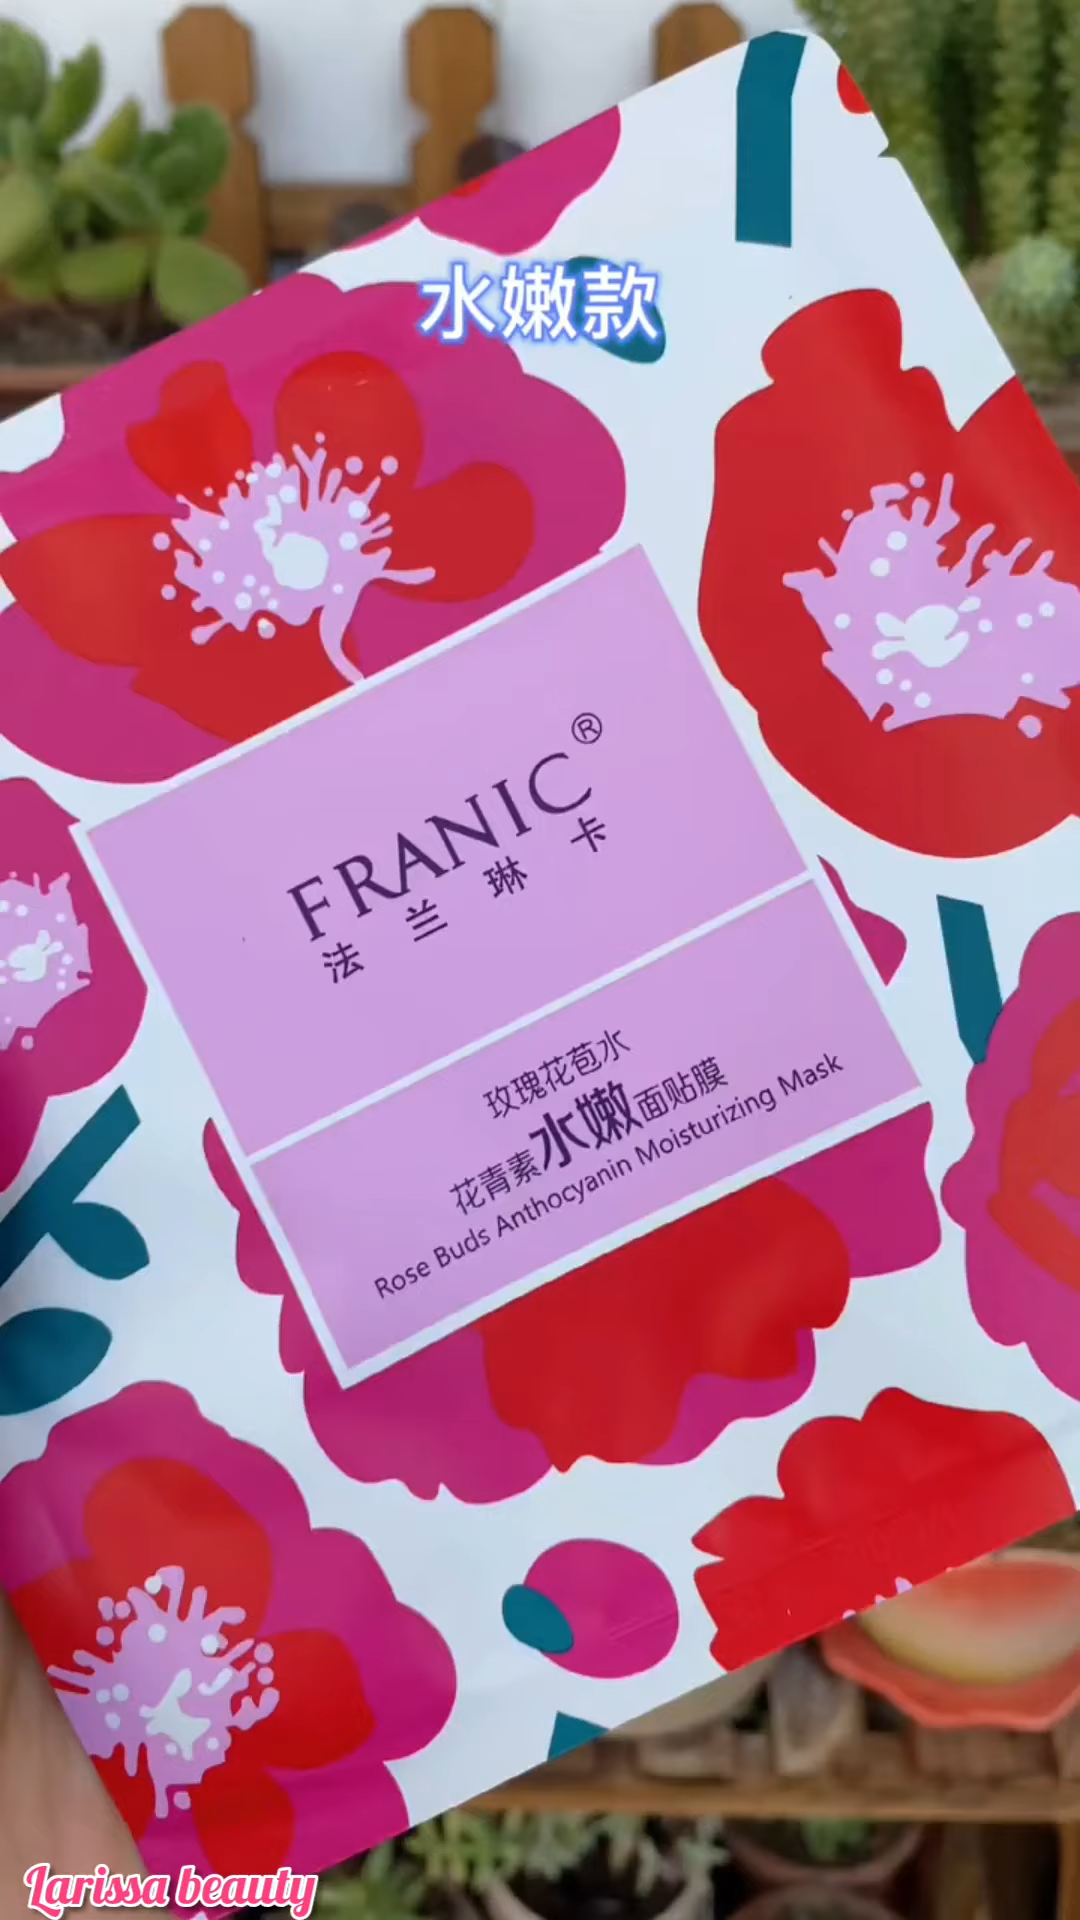 水嫩款
FRANIC®
法兰琳卡
玫瑰花苞水
花青素水嫩面贴膜
Rose Buds Anthocyanin Moisturizing Mask
Larissa beauty